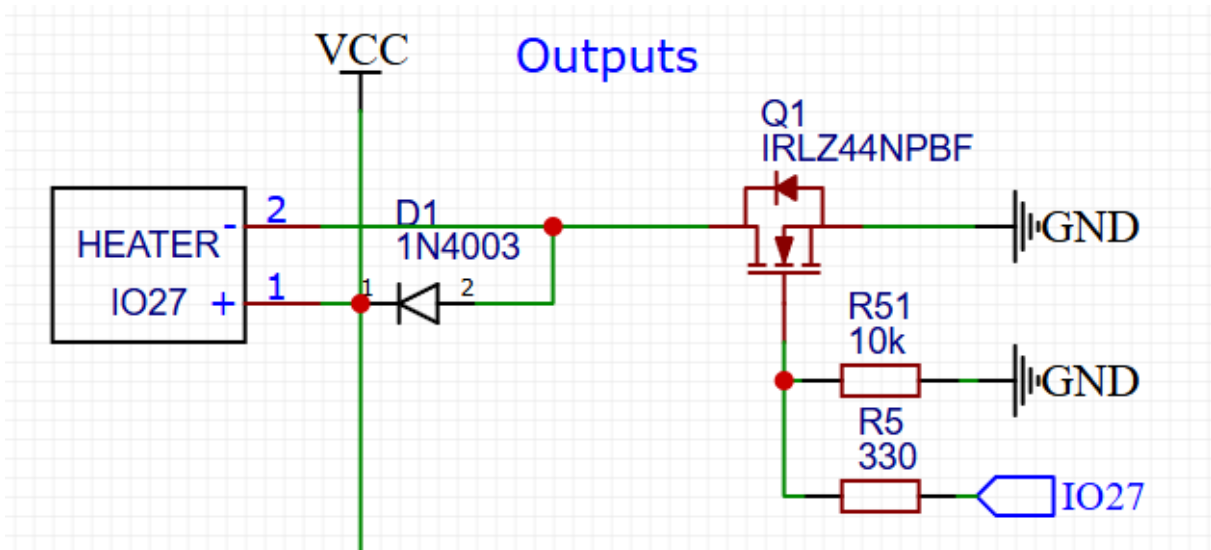 VCC
Outputs
Q1
IRLZ44NPBF
2
D1
1N4003
HEATER -
GND
1
1
2
IO27 +
R51
10k
GND
R5
330
IO27